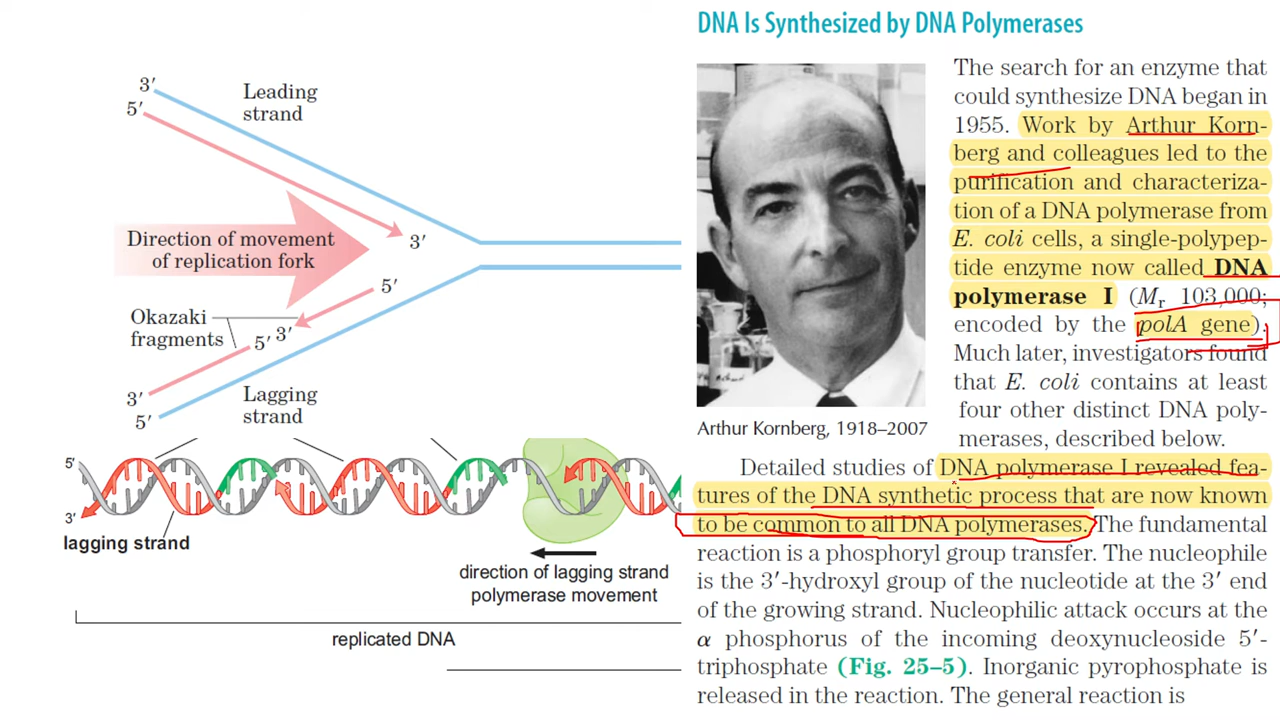 3′
5′
Leading
strand
3′
Direction of movement
of replication fork
5′
Okazaki
fragments
5′ 3′
3′
5′
Lagging
strand
5′
3′
lagging strand
direction of lagging strand
polymerase movement
replicated DNA
DNA Is Synthesized by DNA Polymerases
The search for an enzyme that
could synthesize DNA began in
1955. Work by Arthur Korn-
berg and colleagues led to the
purification and characteriza-
tion of a DNA polymerase from
E. coli cells, a single-polypep-
tide enzyme now called DNA
polymerase I (Mr 103,000;
encoded by the polA gene).
Much later, investigators found
that E. coli contains at least
four other distinct DNA poly-
merases, described below.
Arthur Kornberg, 1918–2007
Detailed studies of DNA polymerase I revealed fea-
tures of the DNA synthetic process that are now known
to be common to all DNA polymerases. The fundamental
reaction is a phosphoryl group transfer. The nucleophile
is the 3′-hydroxyl group of the nucleotide at the 3′ end
of the growing strand. Nucleophilic attack occurs at the
α phosphorus of the incoming deoxynucleoside 5′-
triphosphate (Fig. 25–5). Inorganic pyrophosphate is
released in the reaction. The general reaction is